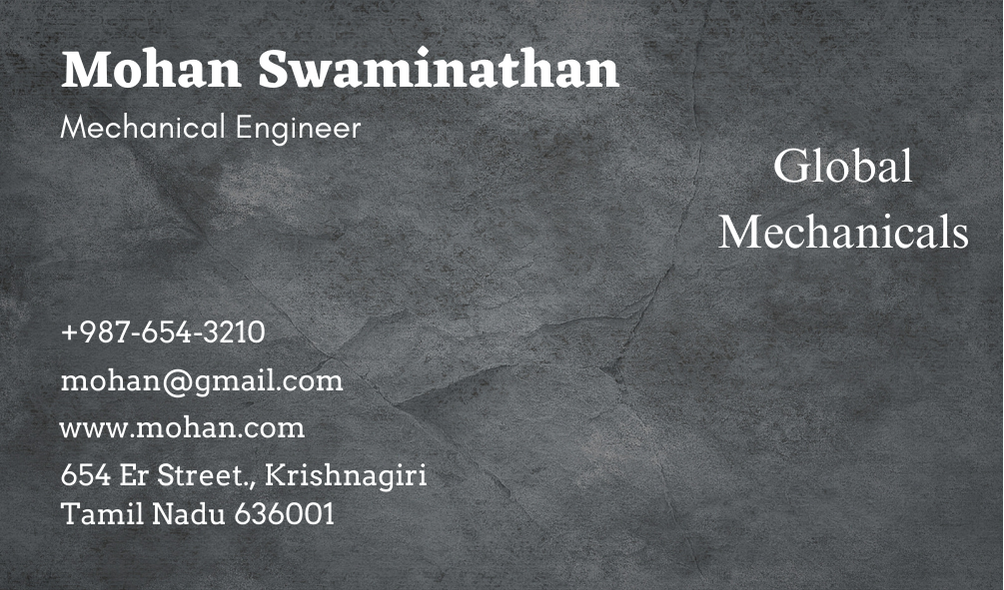 Mohan Swaminathan
Mechanical Engineer
Global
Mechanicals
+987-654-3210
mohan@gmail.com
www.mohan.com
654 Er Street., Krishnagiri
Tamil Nadu 636001